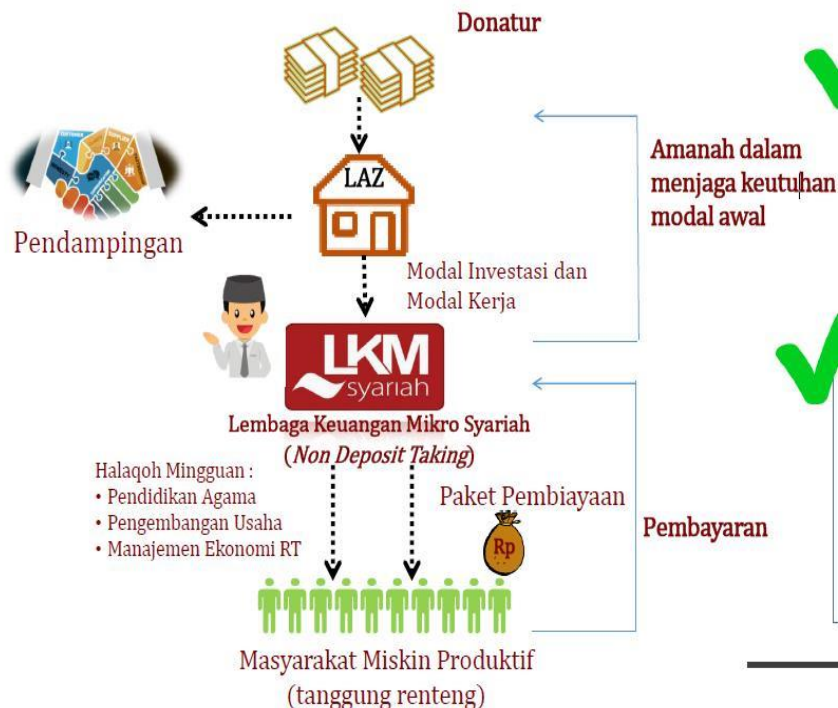 Donatur
LAZ
Amanah dalam
menjaga keutuhan
modal awal
Pendampingan
Modal Investasi dan
Modal Kerja
LKM
syariah
Lembaga Keuangan Mikro Syariah
(Non Deposit Taking)
Halaqoh Mingguan :
• Pendidikan Agama
• Pengembangan Usaha
• Manajemen Ekonomi RT
Paket Pembiayaan
Rp
Pembayaran
Masyarakat Miskin Produktif
(tanggung renteng)